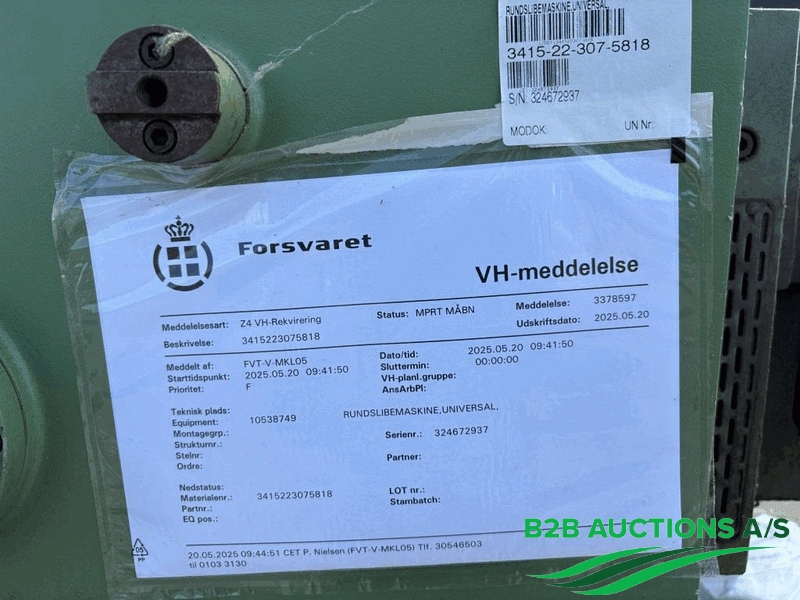 RUNDSLIBEMASKINE,UNIVERSAL,
3415-22-307-5818
324672937
S/N: 324672937
MODOK: UN Nr:
Forsvaret
VH-meddelelse
Meddelelsesart: Z4 VH-Rekvirering Status: MPRT MÅBN Meddelelse: 3378597
Beskrivelse: 3415223075818 Udskriftsdato: 2025.05.20
Meldt af: FVT-V-MKL05 Dato/tid: 2025.05.20 09:41:50
Starttidspunkt: 2025.05.20 09:41:50 Sluttermin: 00:00:00
Prioritet: F VH-planl.gruppe:
AnsArbPl:
Teknisk plads:
Equipment: 10538749 RUNDSLIBEMASKINE,UNIVERSAL,
Montagegrp.: Serienr.: 324672937
Strukturnr.:
Stelnr: Partner:
Ordre:
Nedstatus:
Materialenr.: 3415223075818 LOT nr.:
Partnr.: Stambatch:
EQ pos.:
20.05.2025 09:44:51 CET P. Nielsen (FVT-V-MKL05) Tlf. 30546503
til 0103 3130
05
PP
B2B AUCTIONS A/S